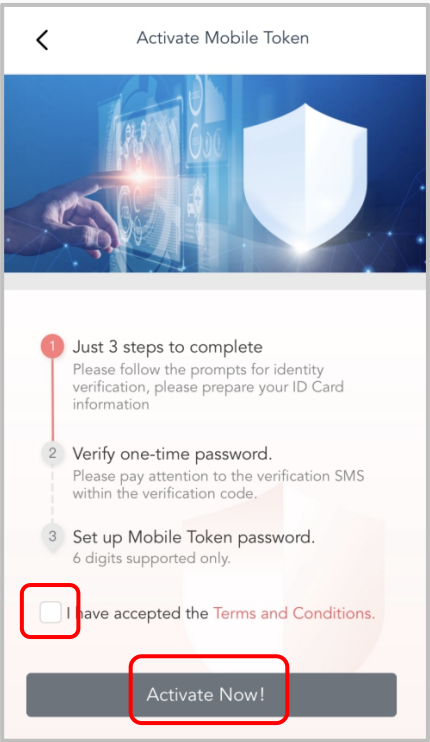 Activate Mobile Token
1 Just 3 steps to complete
Please follow the prompts for identity
verification, please prepare your ID Card
information
2 Verify one-time password.
Please pay attention to the verification SMS
within the verification code.
3 Set up Mobile Token password.
6 digits supported only.
I have accepted the Terms and Conditions.
Activate Now!